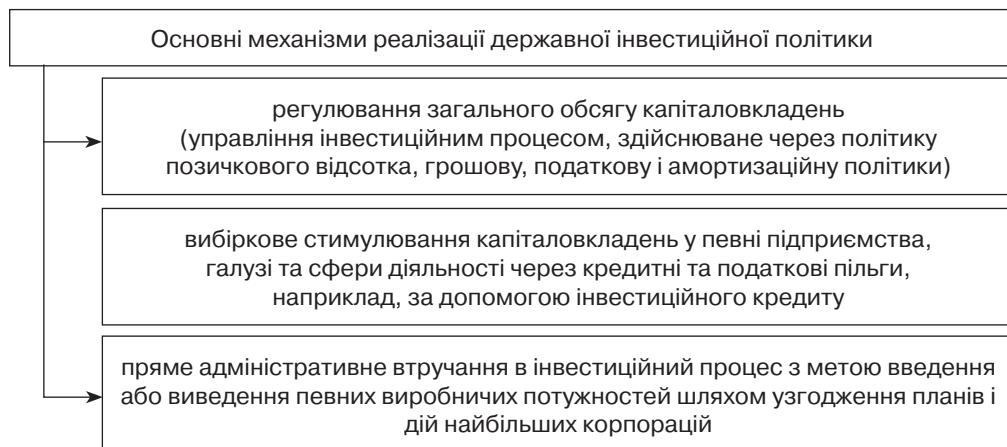 Основні механізми реалізації державної інвестиційної політики
регулювання загального обсягу капіталовкладень
(управління інвестиційним процесом, здійснюване через політику
позичкового відсотка, грошову, податкову і амортизаційну політики)
вибіркове стимулювання капіталовкладень у певні підприємства,
галузі та сфери діяльності через кредитні та податкові пільги,
наприклад, за допомогою інвестиційного кредиту
пряме адміністративне втручання в інвестиційний процес з метою введення
або виведення певних виробничих потужностей шляхом узгодження планів і
дій найбільших корпорацій